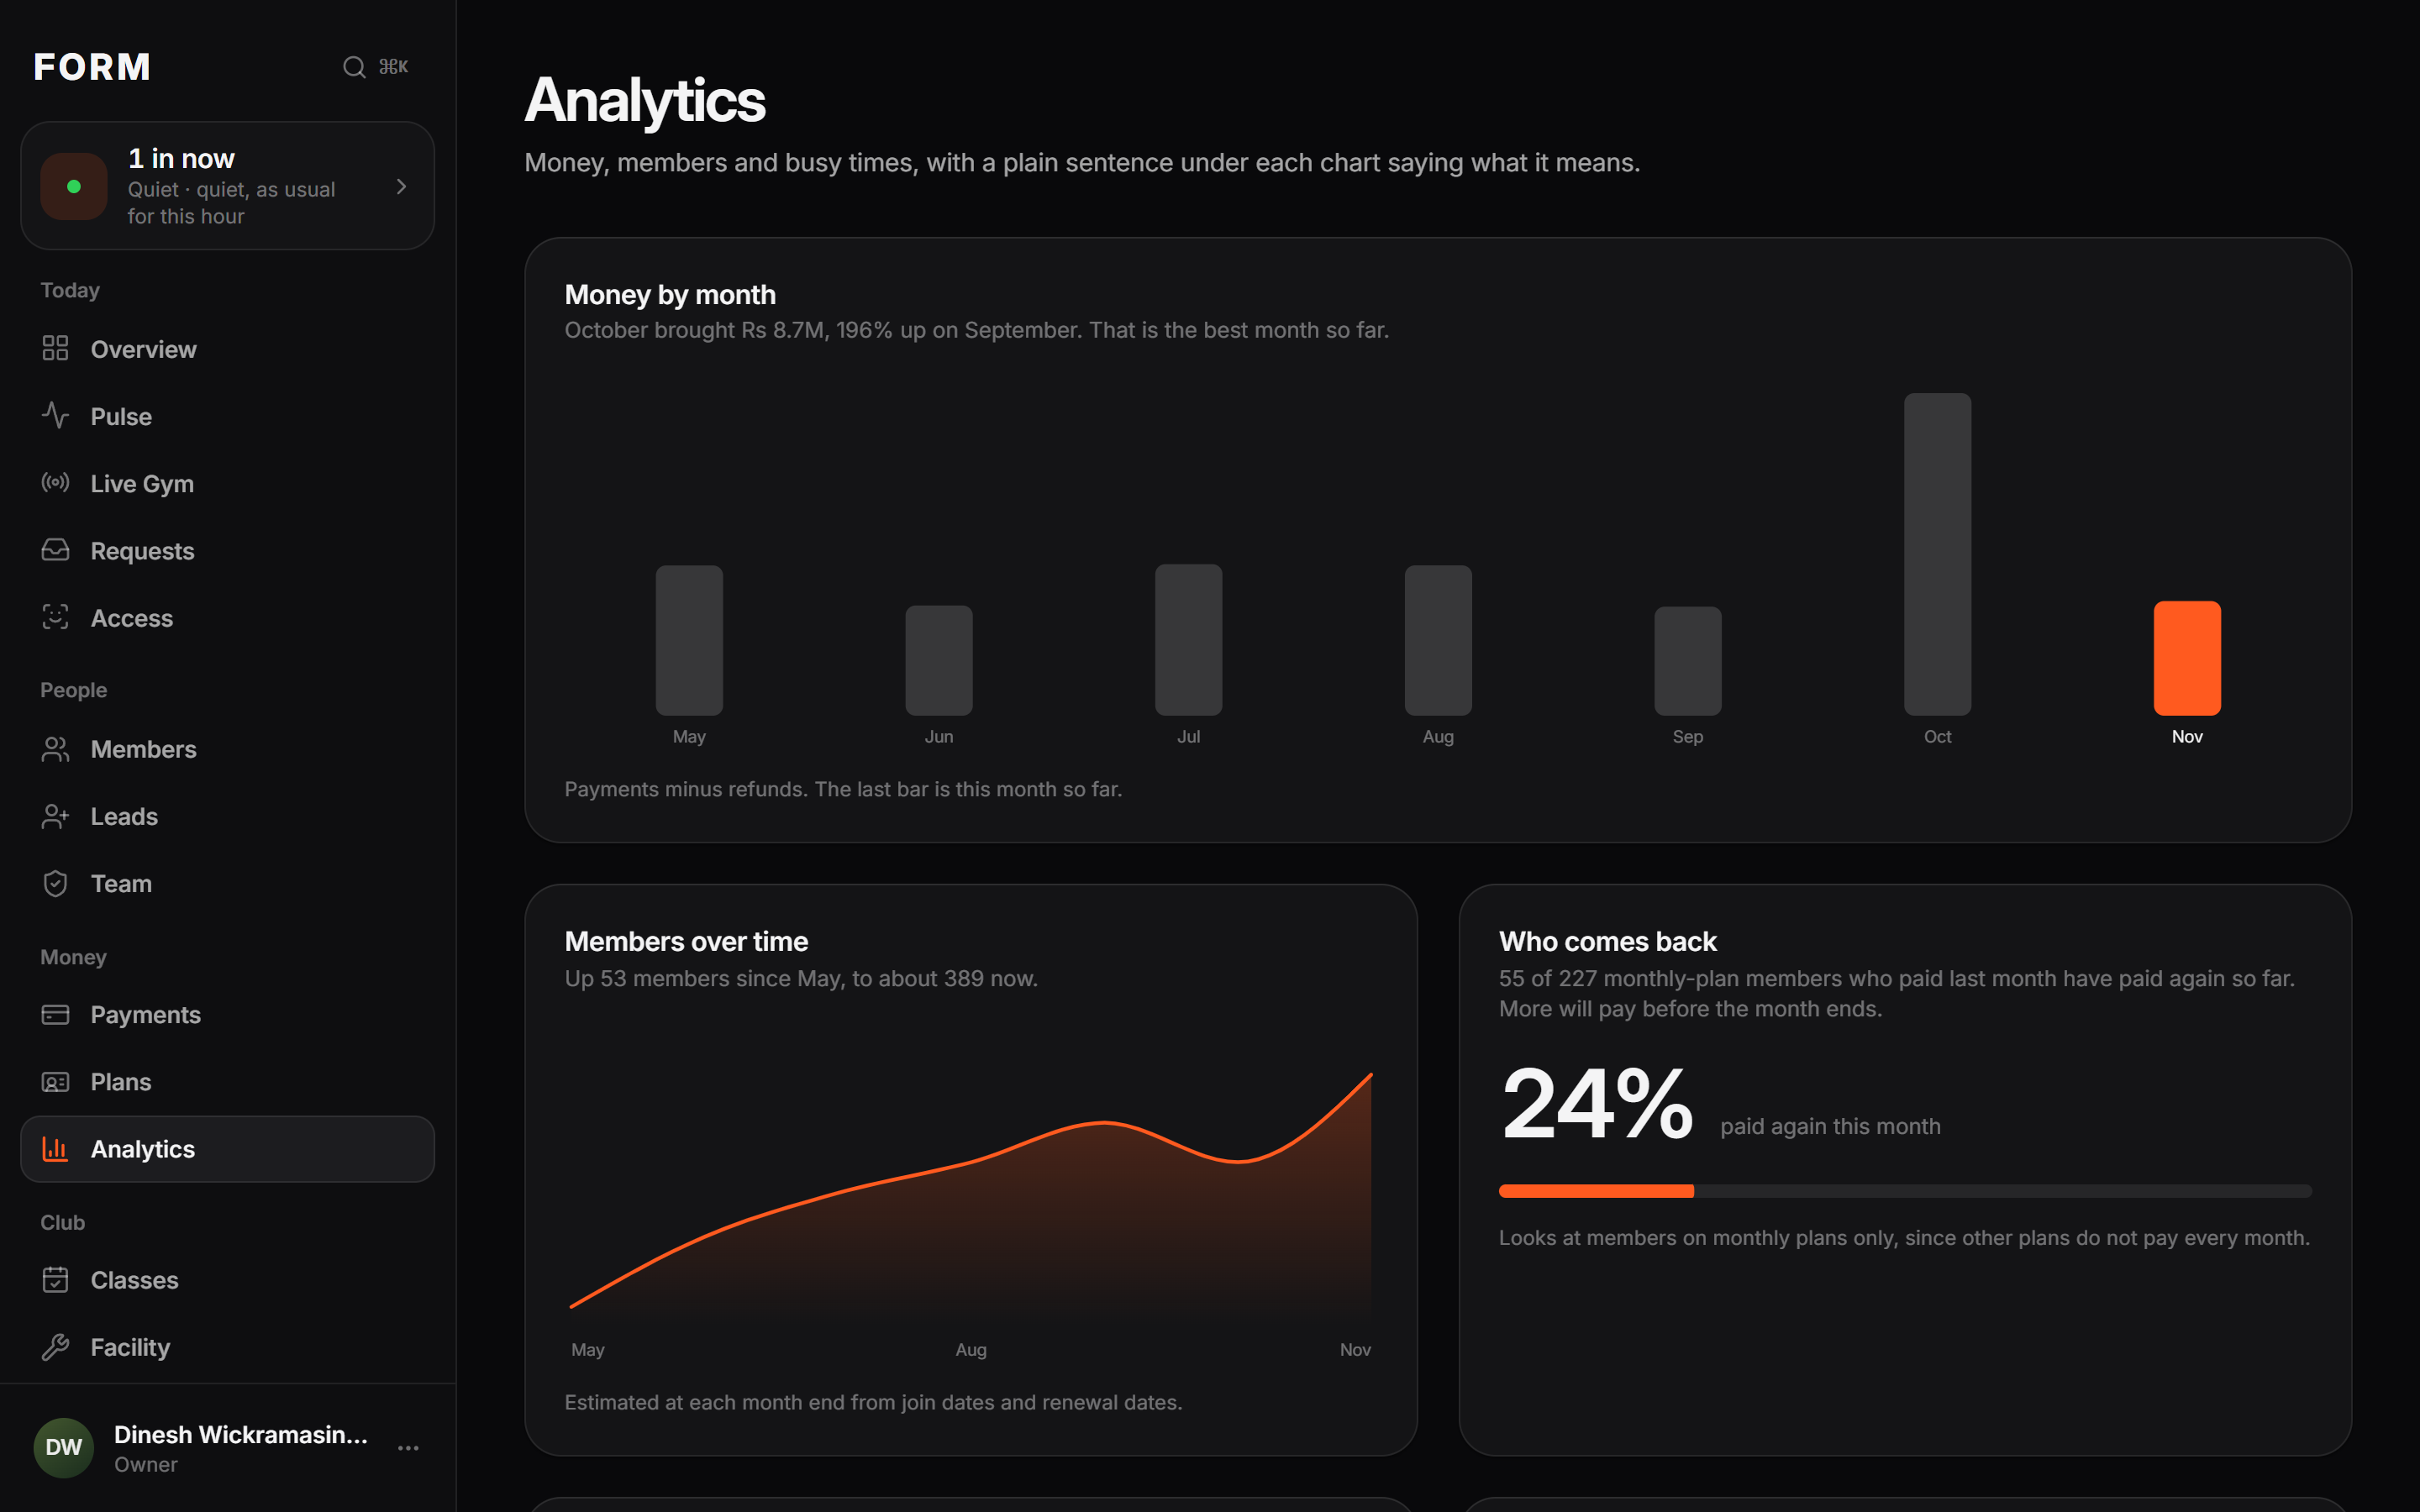 FORM
⌘K
1 in now
Quiet · quiet, as usual
for this hour
Today
Overview
Pulse
Live Gym
Requests
Access
People
Members
Leads
Team
Money
Payments
Plans
Analytics
Club
Classes
Facility
DW
Dinesh Wickramasin...
Owner
Analytics
Money, members and busy times, with a plain sentence under each chart saying what it means.
Money by month
October brought Rs 8.7M, 196% up on September. That is the best month so far.
May Jun Jul Aug Sep Oct Nov
Payments minus refunds. The last bar is this month so far.
Members over time
Up 53 members since May, to about 389 now.
May Aug Nov
Estimated at each month end from join dates and renewal dates.
Who comes back
55 of 227 monthly-plan members who paid last month have paid again so far.
More will pay before the month ends.
24% paid again this month
Looks at members on monthly plans only, since other plans do not pay every month.